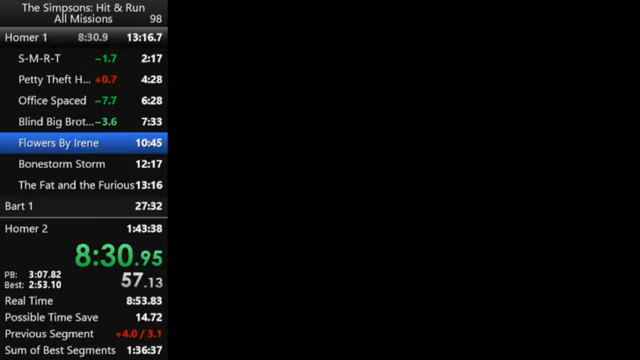 The Simpsons: Hit & Run
All Missions 98
Homer 1 8:30.9 13:16.7
S-M-R-T −1.7 2:17
Petty Theft H... +0.7 4:28
Office Spaced −7.7 6:28
Blind Big Brot... −3.6 7:33
Flowers By Irene 10:45
Bonestorm Storm 12:17
The Fat and the Furious 13:16
Bart 1 27:32
Homer 2 1:43:38
8:30.95
PB: 3:07.82
Best: 2:53.10
57.13
Real Time 8:53.83
Possible Time Save 14.72
Previous Segment +4.0 / 3.1
Sum of Best Segments 1:36:37